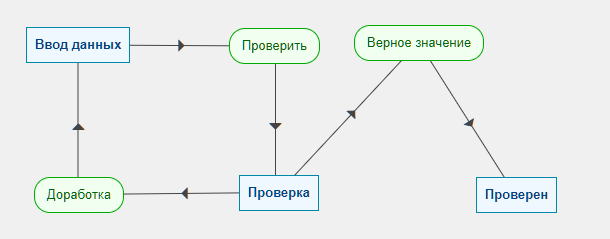 Ввод данных
Проверить
Верное значение
Доработка
Проверка
Проверен